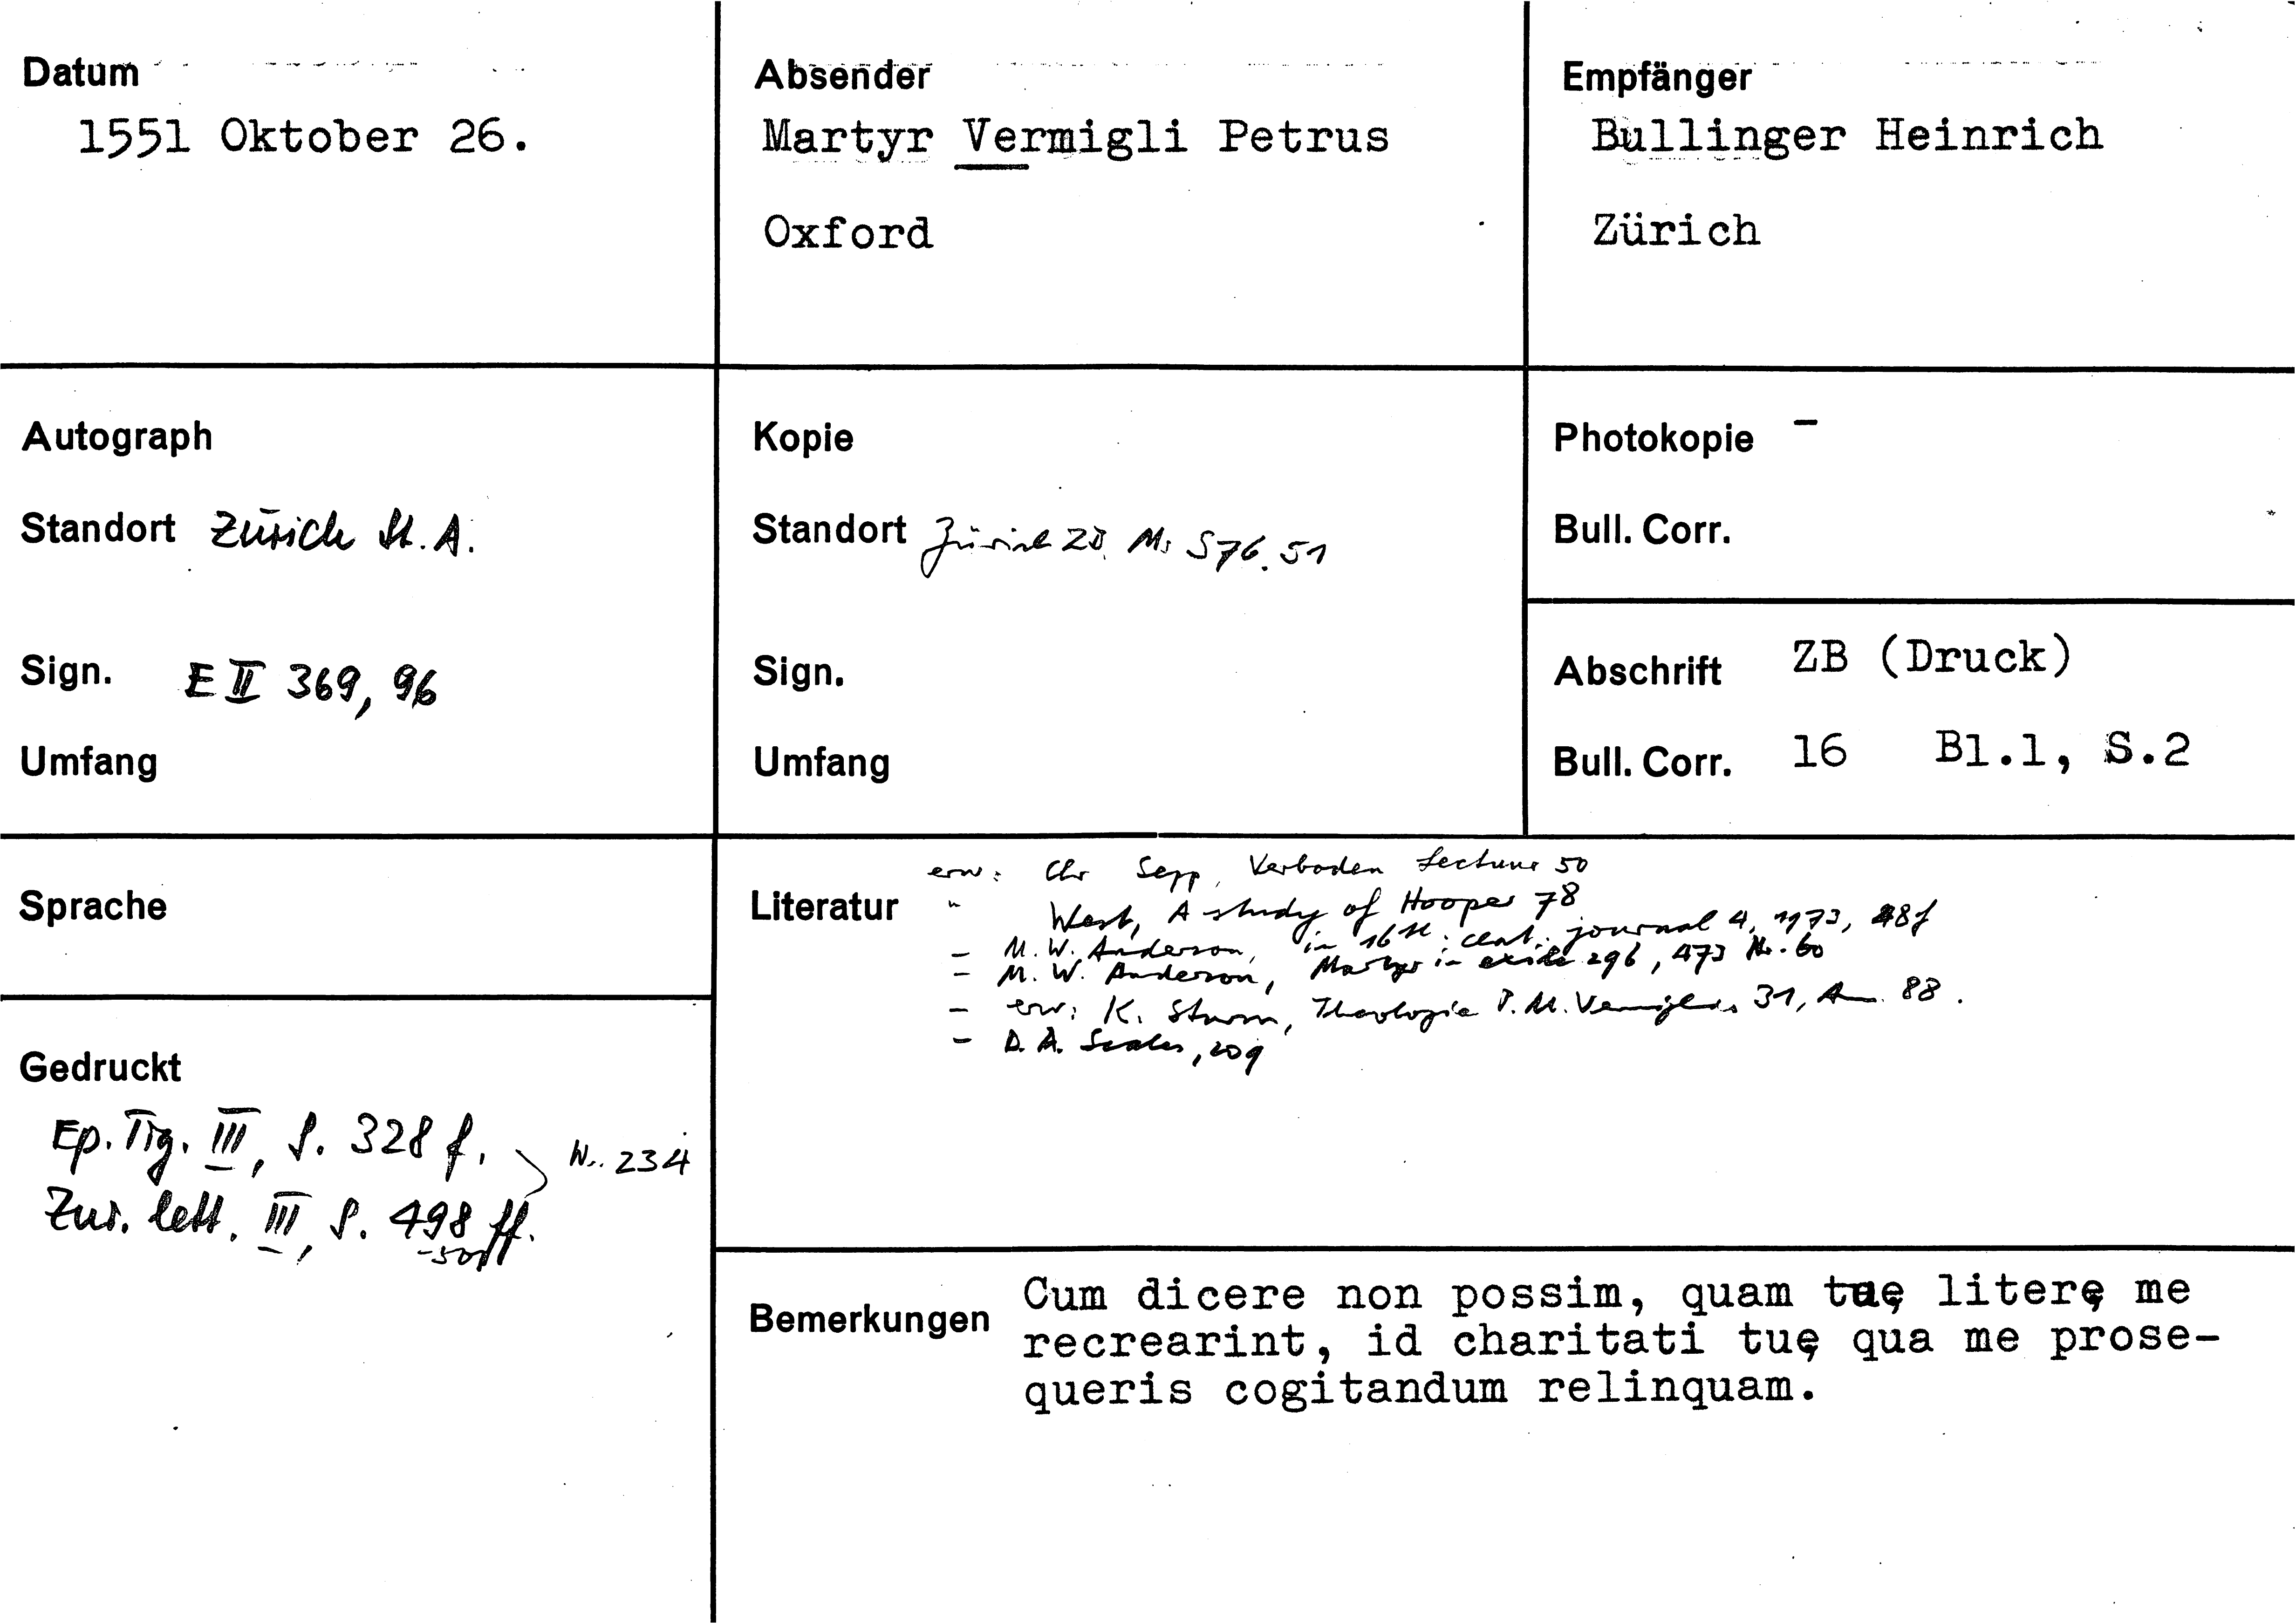 Datum
1551 Oktober 26.
Absender
Martyr Vermigli Petrus
Oxford
Empfänger
Bullinger Heinrich
Zürich
Autograph
Standort Zürich St. A.
Sign. E II 369, 96
Umfang
Kopie
Standort Zürich ZB Ms S76.51
Sign.
Umfang
Photokopie –
Bull. Corr.
Abschrift ZB (Druck)
Bull. Corr. 16 Bl.1, S.2
Sprache
Gedruckt
Ep. Tig. III, S. 328 f.
Nr. 234
Zur. lett. III, S. 498 ff.
Literatur
erw: Chr Sepp, Verboden Lectuur 50
" West, A study of Hooper 78
– M. W. Anderson, in 16th cent. journal 4, 1973, 48f
– M. W. Anderson, Martyr in exile 296, 473 Nr. 60
– erw: K. Sturm, Theologie P. M. Vermiglis 31, Am. 88.
– D. A. Scales, 209
Bemerkungen
Cum dicere non possim, quam tuę literę me
recrearint, id charitati tuę qua me prose-
queris cogitandum relinquam.